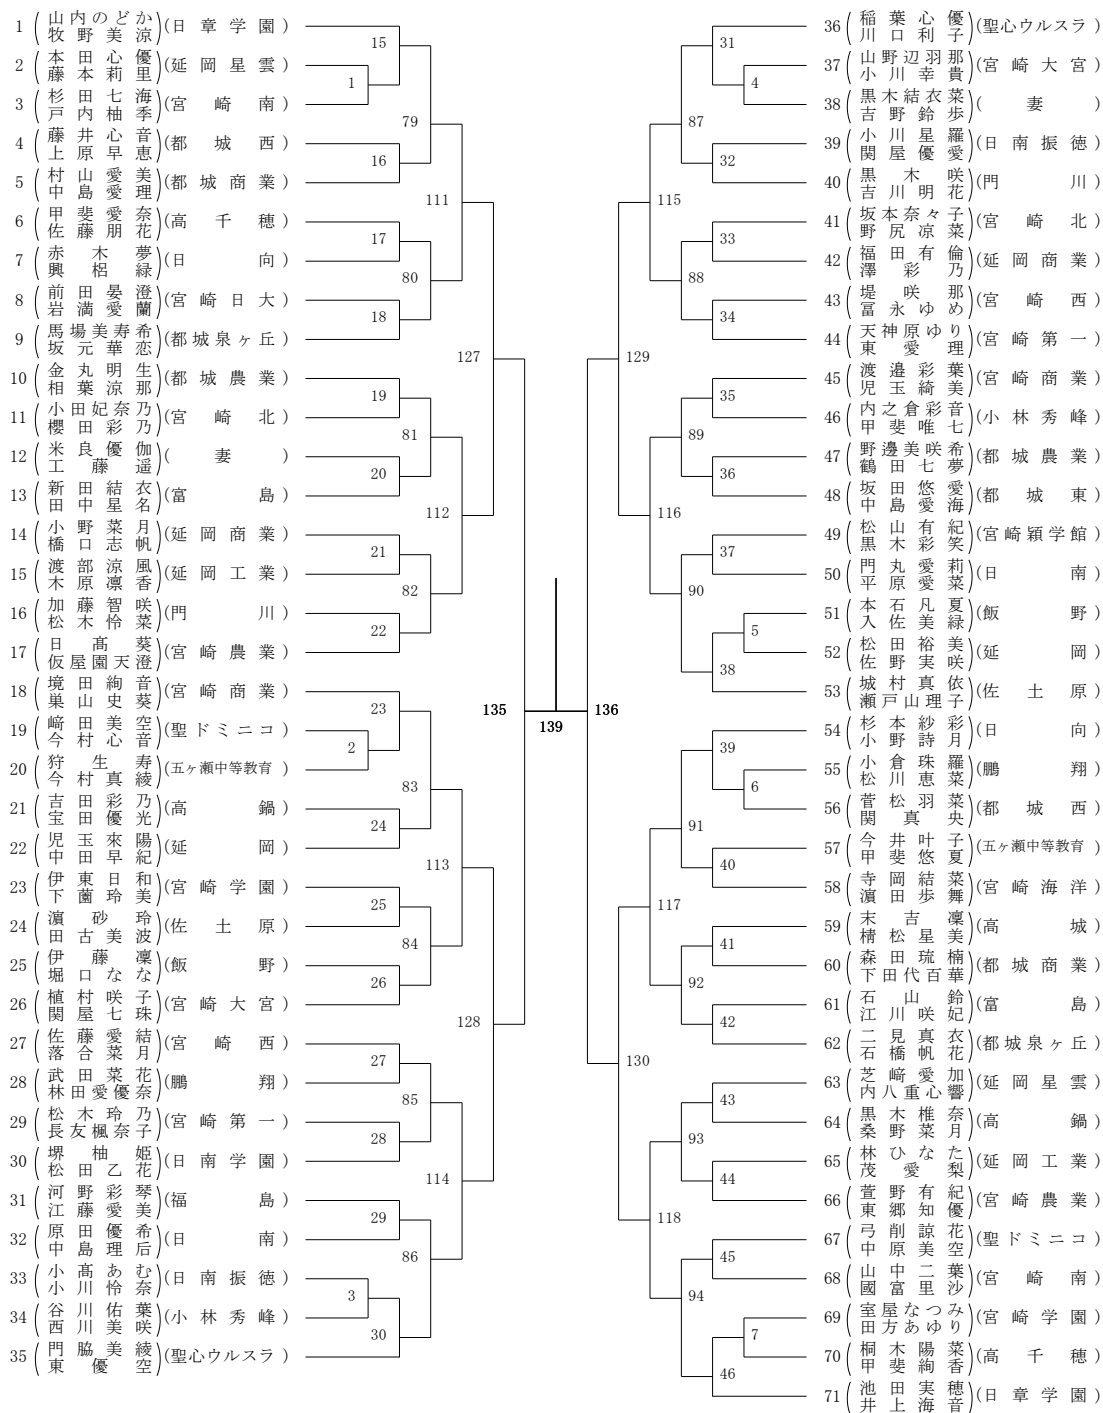 1 (山内のどか 牧野美涼)(日章学園)
2 (本田心優 藤本莉里)(延岡星雲)
3 (杉田七海 戸内柚季)(宮崎南)
4 (藤井心音 上原早恵)(都城西)
5 (村山愛美 中島愛理)(都城商業)
6 (甲斐愛奈 佐藤朋花)(高千穂)
7 (赤木夢 興梠緑)(日向)
8 (前田晏澄 岩満愛蘭)(宮崎日大)
9 (馬場美寿希 坂元華恋)(都城泉ヶ丘)
10 (金丸明生 相葉涼那)(都城農業)
11 (小田妃奈乃 櫻田彩乃)(宮崎北)
12 (米良優伽 工藤遥)(妻)
13 (新田結衣 田中星名)(富島)
14 (小野菜月 橋口志帆)(延岡商業)
15 (渡部涼風 木原凛香)(延岡工業)
16 (加藤智咲 松木怜菜)(門川)
17 (日髙葵 仮屋園天澄)(宮崎農業)
18 (境田絢音 巣山史葵)(宮崎商業)
19 (﨑田美空 今村心音)(聖ドミニコ)
20 (狩生寿 今村真綾)(五ヶ瀬中等教育)
21 (吉田彩乃 宝田優光)(高鍋)
22 (児玉來陽 中田早紀)(延岡)
23 (伊東日和 下薗玲美)(宮崎学園)
24 (濵砂玲 田古美波)(佐土原)
25 (伊藤凜 堀口なな)(飯野)
26 (植村咲子 関屋七珠)(宮崎大宮)
27 (佐藤愛結 落合菜月)(宮崎西)
28 (武田菜花 林田愛優奈)(鵬翔)
29 (松木玲乃 長友楓奈子)(宮崎第一)
30 (堺柚姫 松田乙花)(日南学園)
31 (河野彩琴 江藤愛美)(福島)
32 (原田優希 中島理后)(日南)
33 (小髙あむ 小川怜奈)(日南振徳)
34 (谷川佑葉 西川美咲)(小林秀峰)
35 (門脇美綾 東優空)(聖心ウルスラ)
15
1
79
16
111
17
80
18
127
19
81
20
112
21
82
22
135
23
2
83
24
113
25
84
26
128
27
85
28
114
29
86
3
30
139
136
31
4
87
32
115
33
88
34
129
35
89
36
116
37
90
5
38
39
6
91
40
117
41
92
42
130
43
93
44
118
45
94
7
46
36 (稲葉心優 川口利子)(聖心ウルスラ)
37 (山野辺羽那 小川幸貴)(宮崎大宮)
38 (黒木結衣菜 吉野鈴歩)(妻)
39 (小川星羅 関屋優愛)(日南振徳)
40 (黒木咲 吉川明花)(門川)
41 (坂本奈々子 野尻凉菜)(宮崎北)
42 (福田有倫 澤彩乃)(延岡商業)
43 (堤咲那 冨永ゆめ)(宮崎西)
44 (天神原ゆり 東愛理)(宮崎第一)
45 (渡邉彩葉 児玉綺美)(宮崎商業)
46 (内之倉彩音 甲斐唯七)(小林秀峰)
47 (野邊美咲希 鶴田七夢)(都城農業)
48 (坂田悠愛 中島愛海)(都城東)
49 (松山有紀 黒木彩笑)(宮崎穎学館)
50 (門丸愛莉 平原愛菜)(日南)
51 (本石凡夏 入佐美緑)(飯野)
52 (松田裕美 佐野実咲)(延岡)
53 (城村真依 瀬戸山理子)(佐土原)
54 (杉本紗彩 小野詩月)(日向)
55 (小倉珠羅 松川恵菜)(鵬翔)
56 (菅松羽菜 関真央)(都城西)
57 (今井叶子 甲斐悠夏)(五ヶ瀬中等教育)
58 (寺岡結菜 濵田歩舞)(宮崎海洋)
59 (末吉凜 楠松星美)(高城)
60 (森田琉楠 下田代百華)(都城商業)
61 (石山鈴 江川咲妃)(富島)
62 (二見真衣 石橋帆花)(都城泉ヶ丘)
63 (芝﨑愛加 内八重心響)(延岡星雲)
64 (黒木椎奈 桑野菜月)(高鍋)
65 (林ひなた 茂愛梨)(延岡工業)
66 (萱野有紀 東郷知優)(宮崎農業)
67 (弓削諒花 中原美空)(聖ドミニコ)
68 (山中二葉 國富里沙)(宮崎南)
69 (室屋なつみ 田方あゆり)(宮崎学園)
70 (桐木陽菜 甲斐絢香)(高千穂)
71 (池田実穂 井上海音)(日章学園)